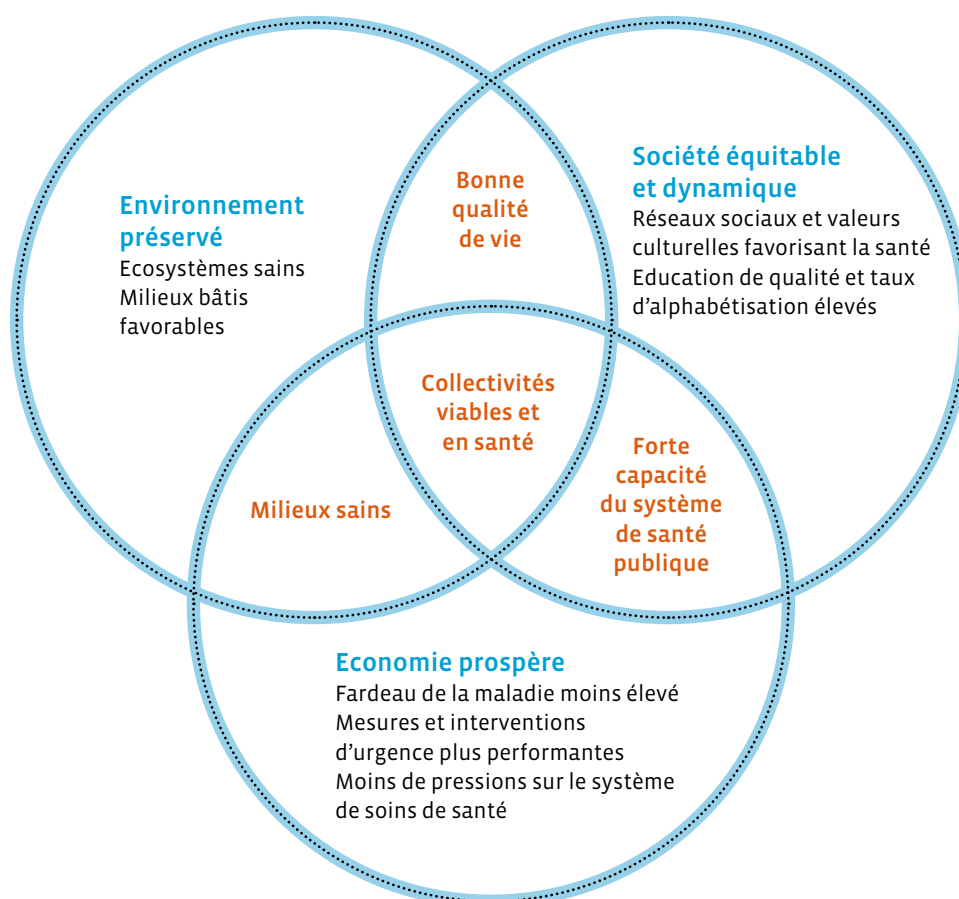 Environnement
préservé
Ecosystèmes sains
Milieux bâtis
favorables
Bonne
qualité
de vie
Société équitable
et dynamique
Réseaux sociaux et valeurs
culturelles favorisant la santé
Education de qualité et taux
d'alphabétisation élevés
Collectivités
viables et
en santé
Milieux sains
Forte
capacité
du système
de santé
publique
Economie prospère
Fardeau de la maladie moins élevé
Mesures et interventions
d'urgence plus performantes
Moins de pressions sur le système
de soins de santé